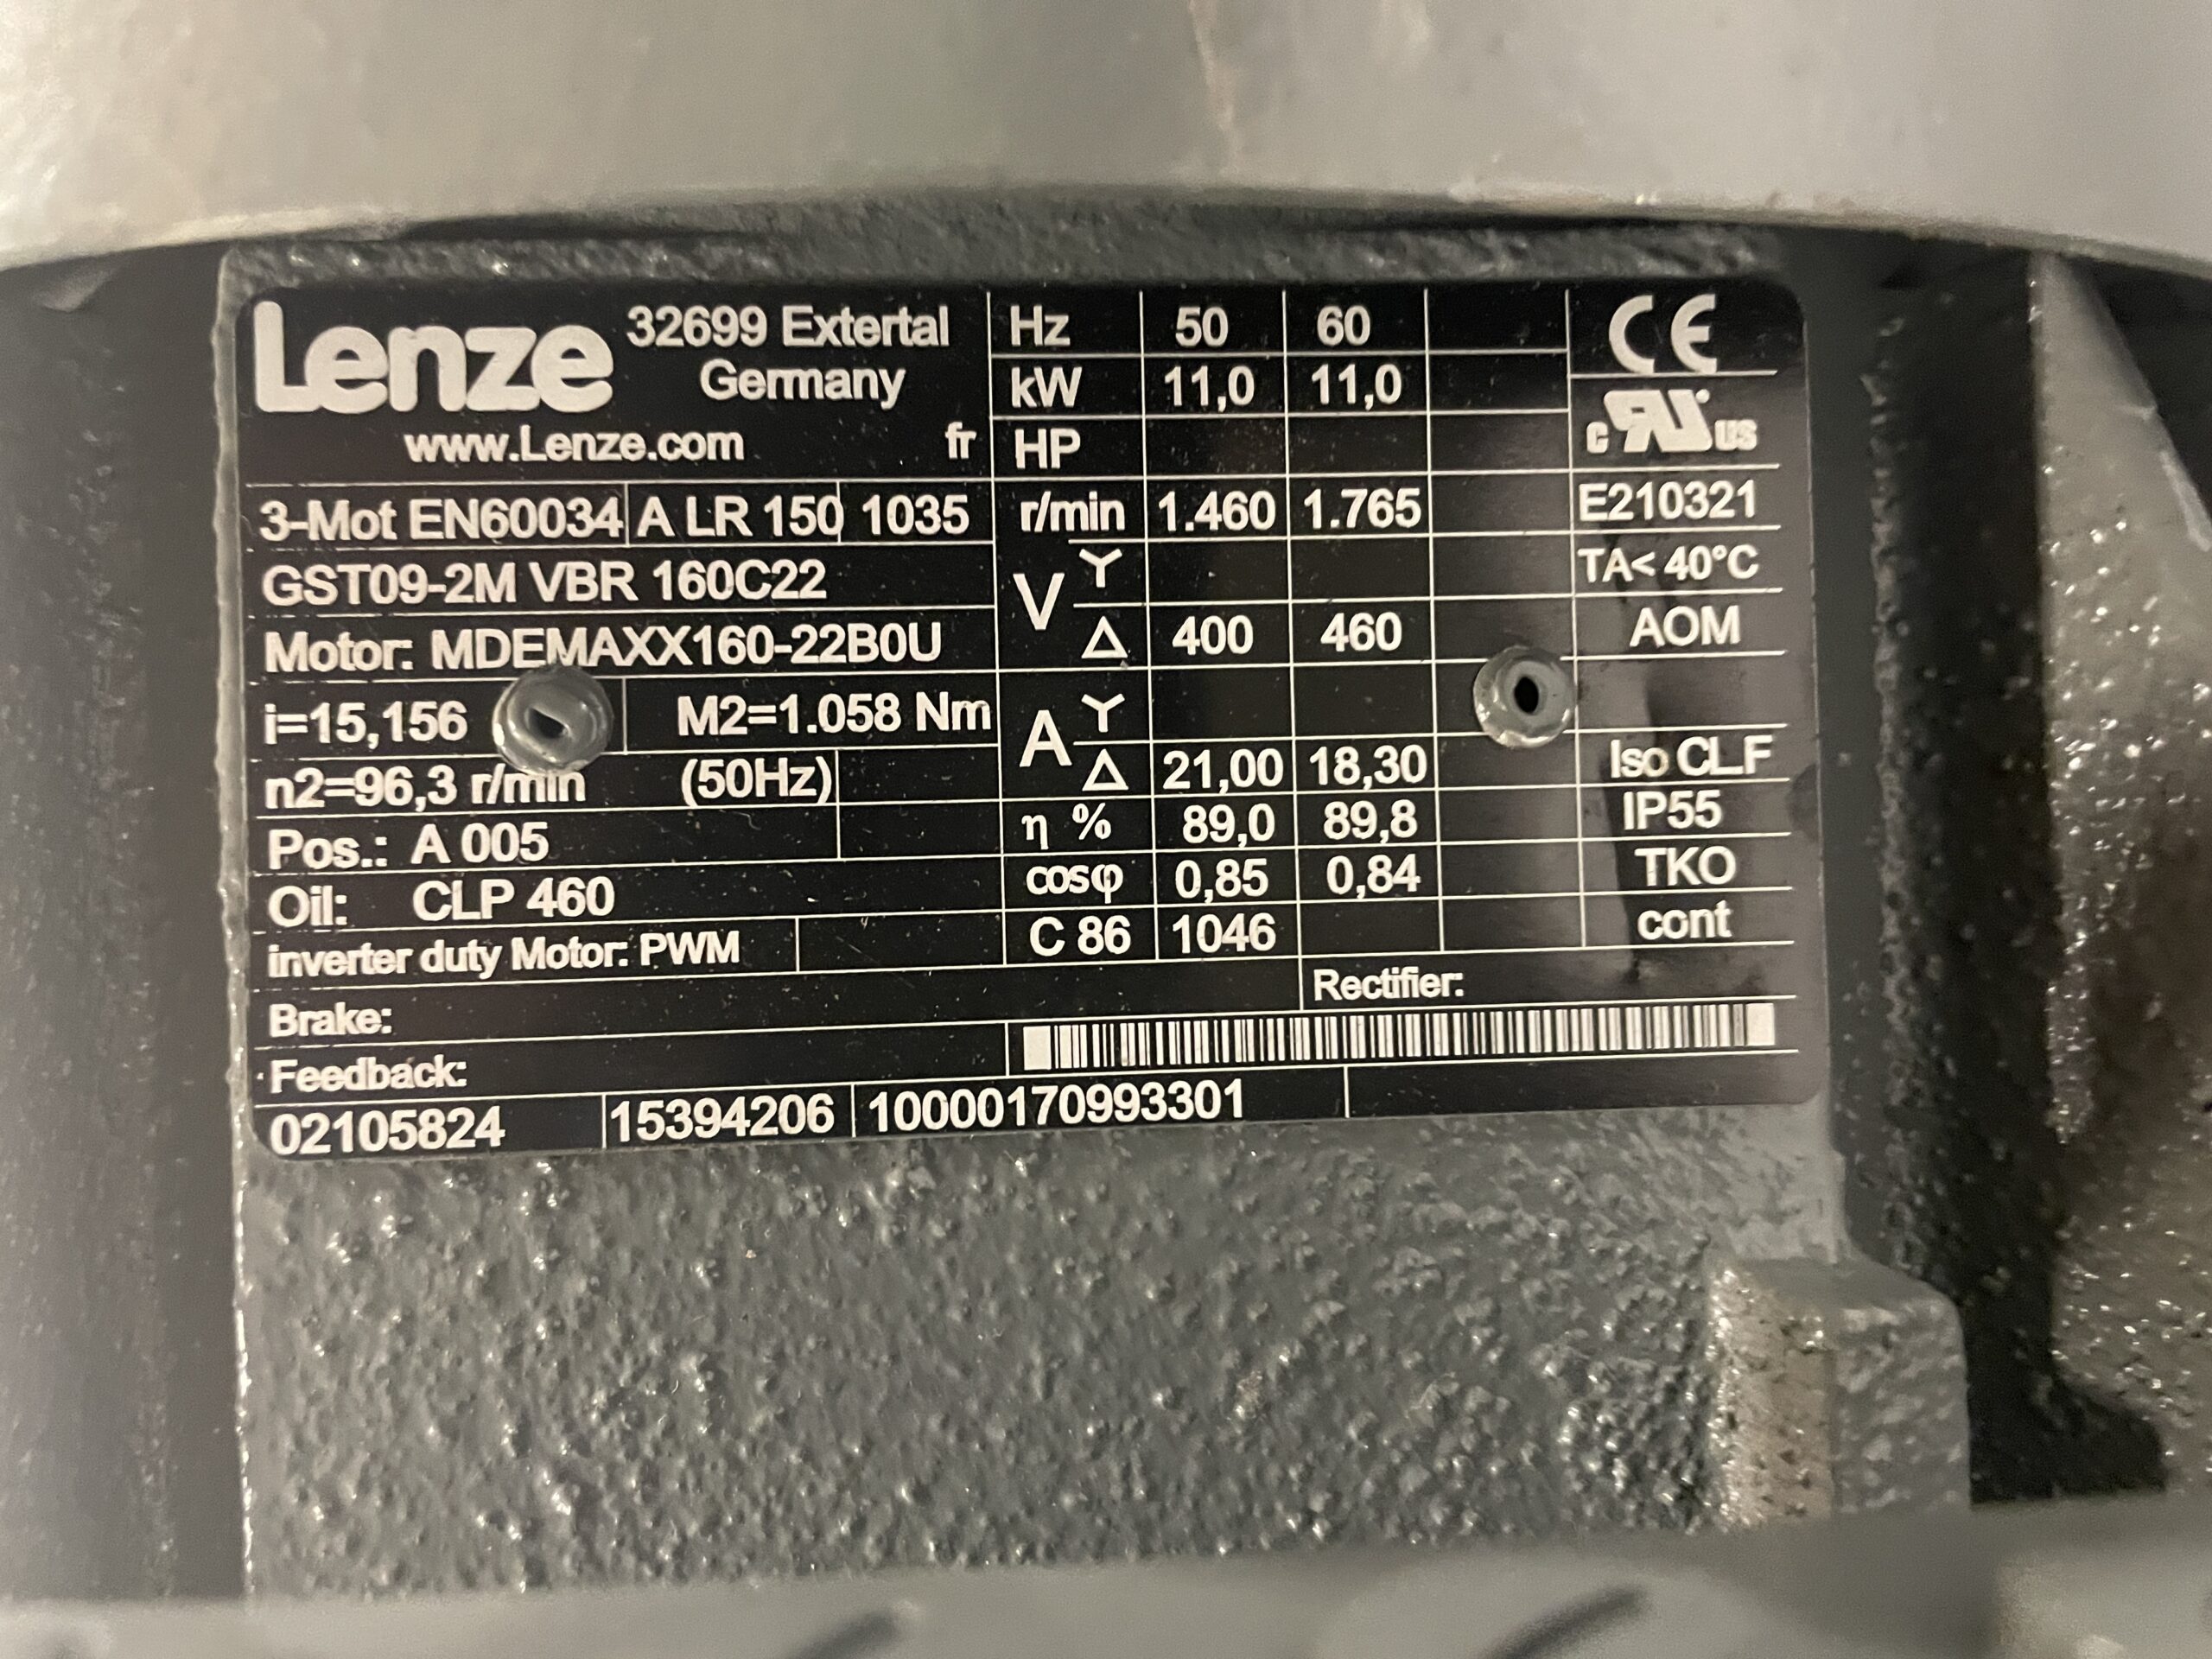 Lenze 32699 Extertal
Germany
www.Lenze.com fr
3-Mot EN60034 A LR 150 1035
GST09-2M VBR 160C22
Motor: MDEMAXX160-22B0U
i=15,156 M2=1.058 Nm
n2=96,3 r/min (50Hz)
Pos.: A 005
Oil: CLP 460
inverter duty Motor: PWM
Brake:
Feedback:
02105824 15394206 10000170993301
Hz 50 60
kW 11,0 11,0
HP
r/min 1.460 1.765
V Y
Δ 400 460
A Y
Δ 21,00 18,30
η % 89,0 89,8
cosφ 0,85 0,84
C 86 1046
Rectifier:
CE
c RU US
E210321
TA< 40°C
AOM
Iso CLF
IP55
TKO
cont